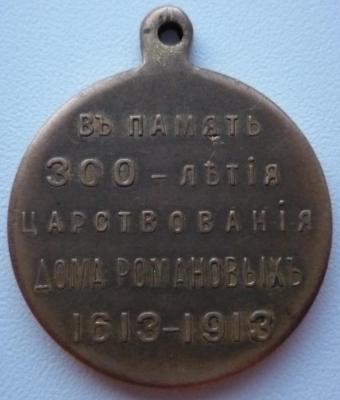 ВЪ ПАМЯТЬ
300-ЛѢТІЯ
ЦАРСТВОВАНІЯ
ДОМА РОМАНОВЫХЪ
1613-1913